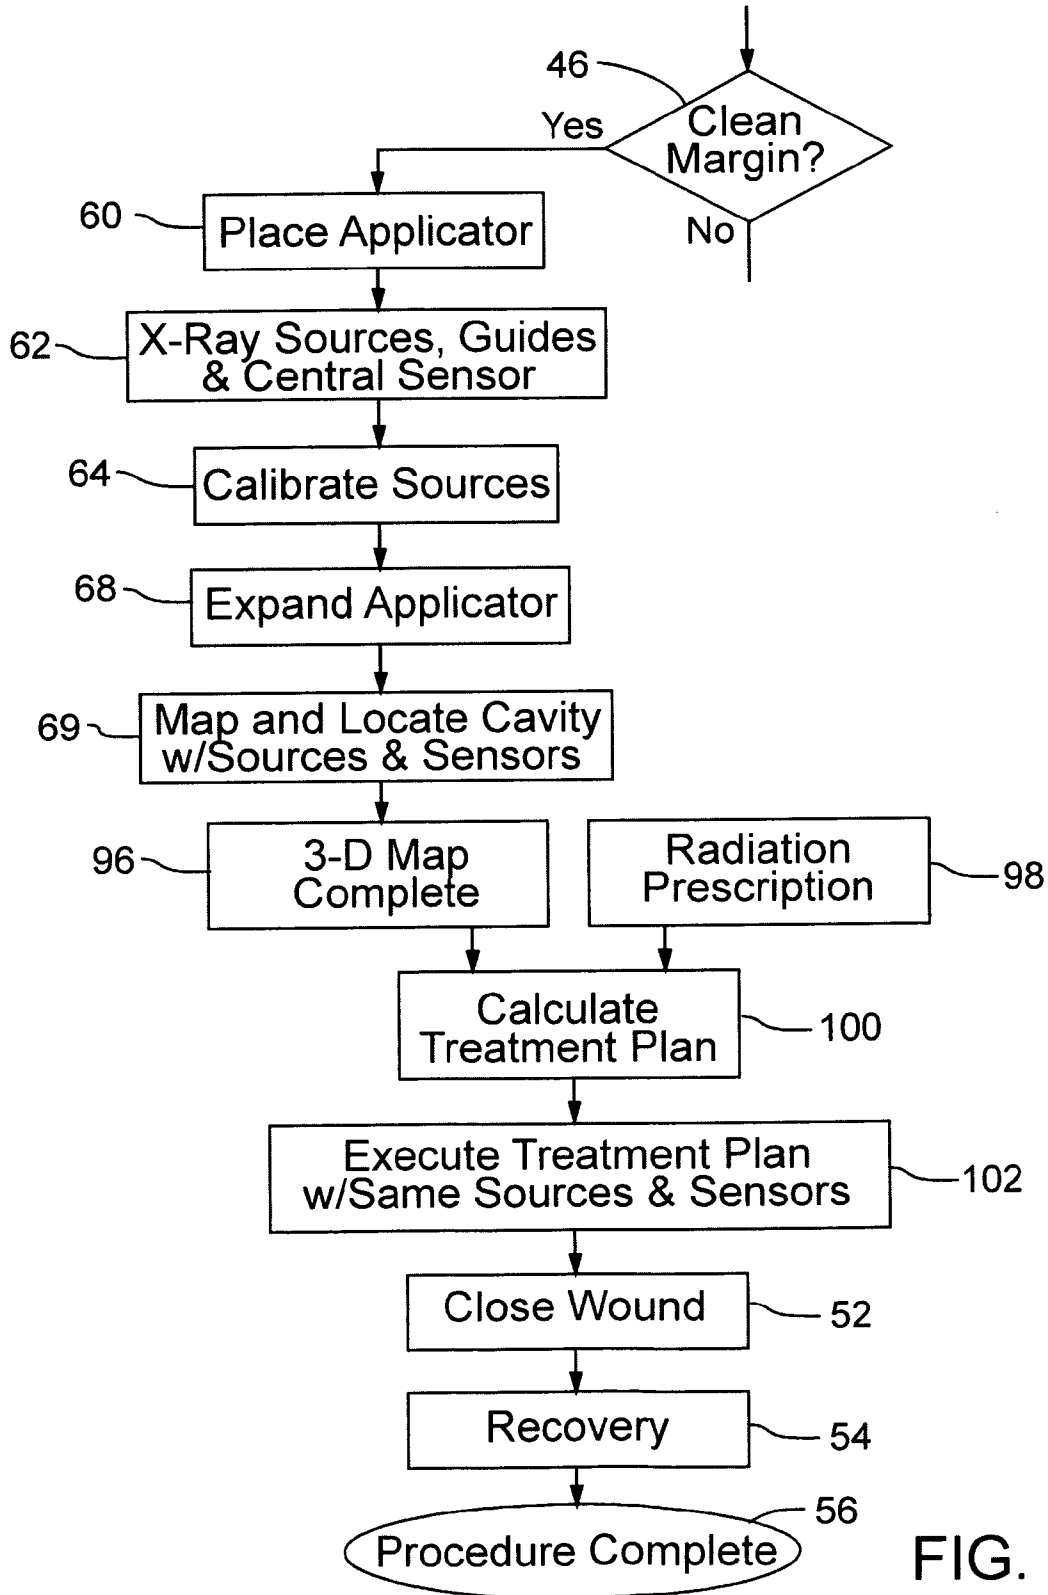 46
Clean
Margin?
Yes
No
60
Place Applicator
62
X-Ray Sources, Guides
& Central Sensor
64
Calibrate Sources
68
Expand Applicator
69
Map and Locate Cavity
w/Sources & Sensors
96
3-D Map
Complete
Radiation
Prescription
98
Calculate
Treatment Plan
100
Execute Treatment Plan
w/Same Sources & Sensors
102
Close Wound
52
Recovery
54
56
Procedure Complete
FIG.